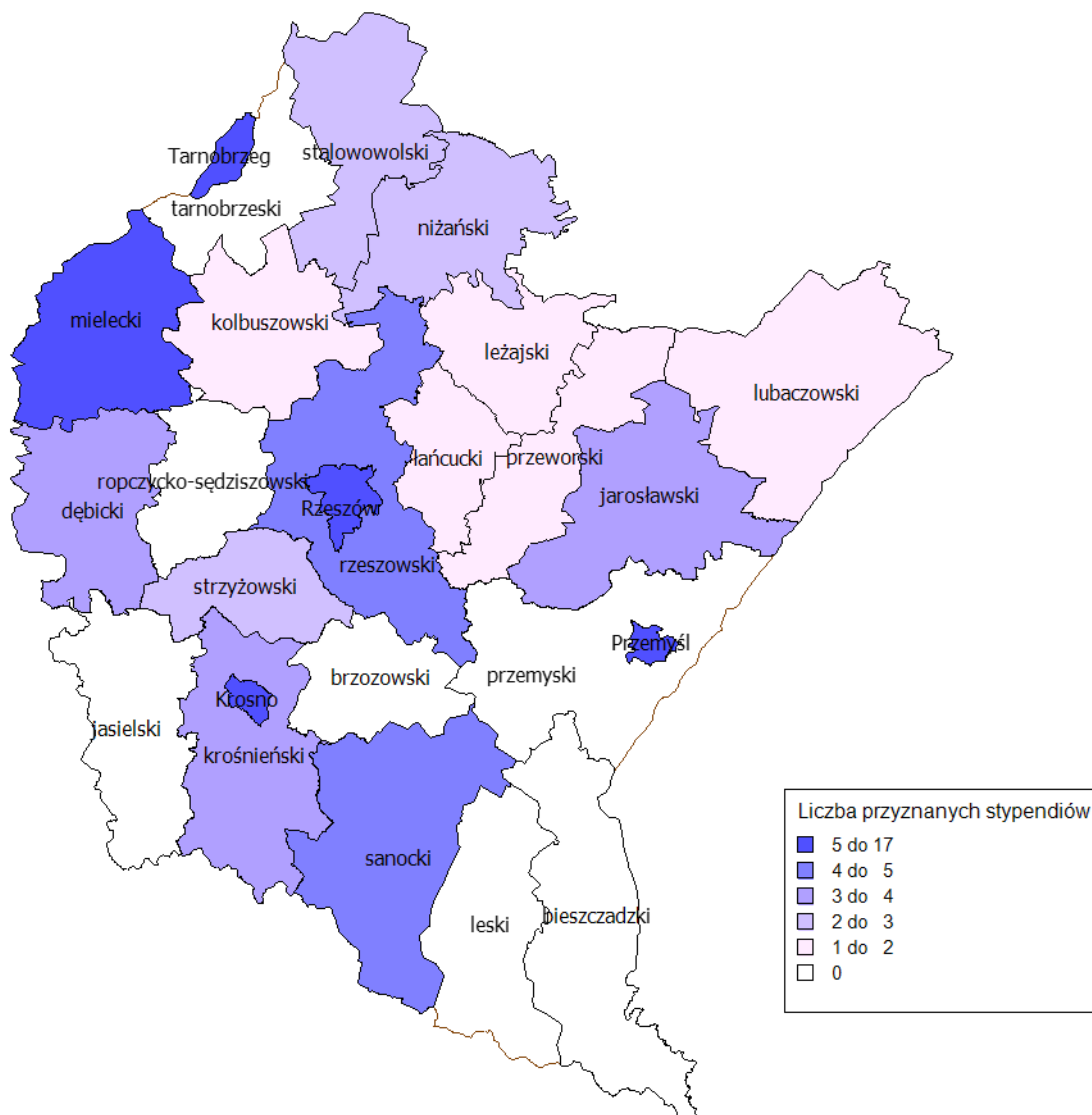 Tarnobrzeg
stalowowolski
tarnobrzeski
niżański
mielecki
kolbuszowski
leżajski
lubaczowski
łańcucki
przeworski
ropczycko-sędziszowski
jarosławski
dębicki
Rzeszów
rzeszowski
strzyżowski
Przemyśl
brzozowski
przemyski
Krosno
jasielski
krośnieński
sanocki
leski
bieszczadzki
Liczba przyznanych stypendiów
5 do 17
4 do 5
3 do 4
2 do 3
1 do 2
0